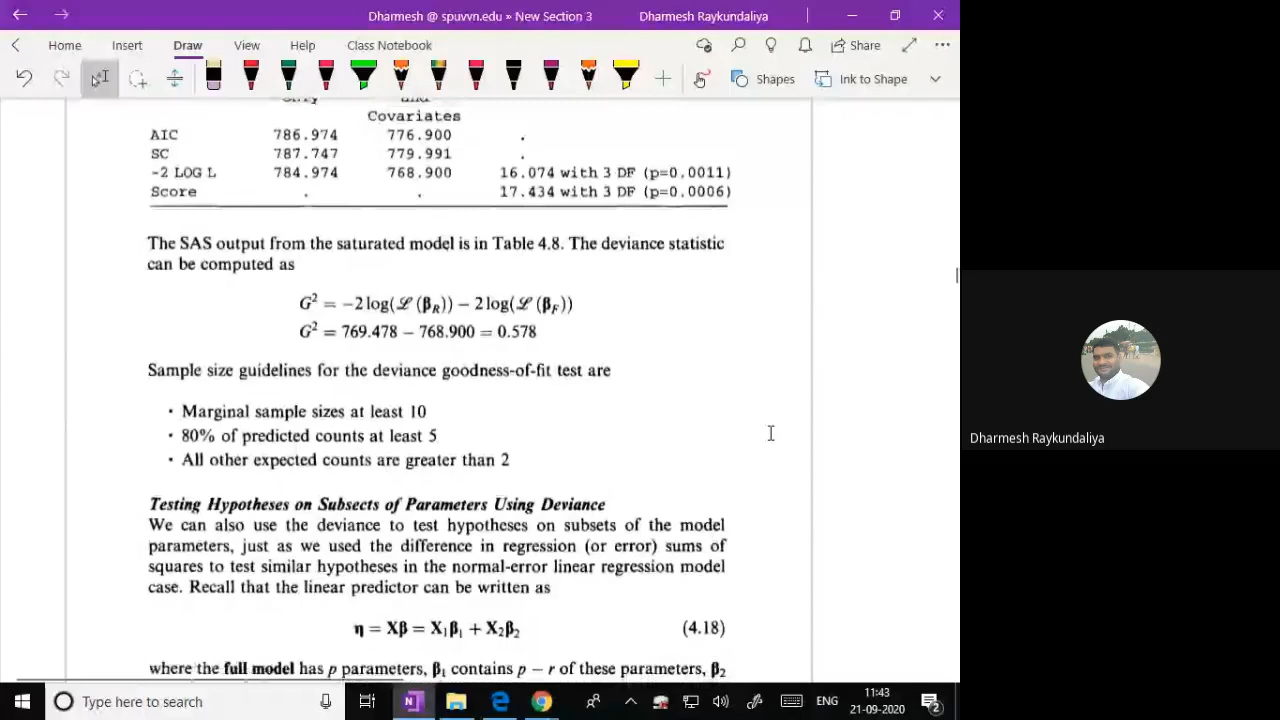 Dharmesh @ spuvvn.edu » New Section 3
Dharmesh Raykundaliya
Home Insert Draw View Help Class Notebook Share
Shapes Ink to Shape
and
Covariates
AIC 786.974 776.900 .
SC 787.747 779.991 .
-2 LOG L 784.974 768.900 16.074 with 3 DF (p=0.0011)
Score . . 17.434 with 3 DF (p=0.0006)
The SAS output from the saturated model is in Table 4.8. The deviance statistic
can be computed as
G² = −2 log(ℒ (β_R)) − 2 log(ℒ (β_F))
G² = 769.478 − 768.900 = 0.578
Sample size guidelines for the deviance goodness-of-fit test are
· Marginal sample sizes at least 10
· 80% of predicted counts at least 5
· All other expected counts are greater than 2
Testing Hypotheses on Subsects of Parameters Using Deviance
We can also use the deviance to test hypotheses on subsets of the model
parameters, just as we used the difference in regression (or error) sums of
squares to test similar hypotheses in the normal-error linear regression model
case. Recall that the linear predictor can be written as
η = Xβ = X₁β₁ + X₂β₂ (4.18)
where the full model has p parameters, β₁ contains p − r of these parameters, β₂
Dharmesh Raykundaliya
Type here to search
ENG
11:43
21-09-2020
2